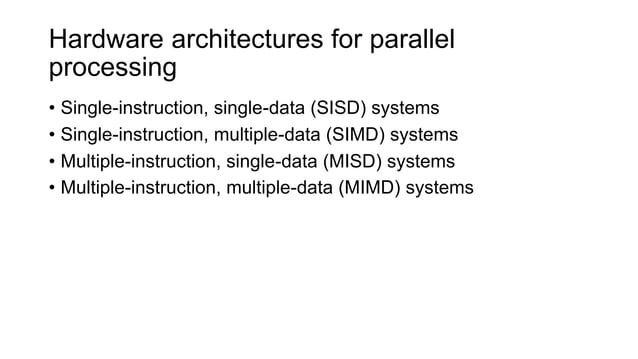 Hardware architectures for parallel
processing
• Single-instruction, single-data (SISD) systems
• Single-instruction, multiple-data (SIMD) systems
• Multiple-instruction, single-data (MISD) systems
• Multiple-instruction, multiple-data (MIMD) systems